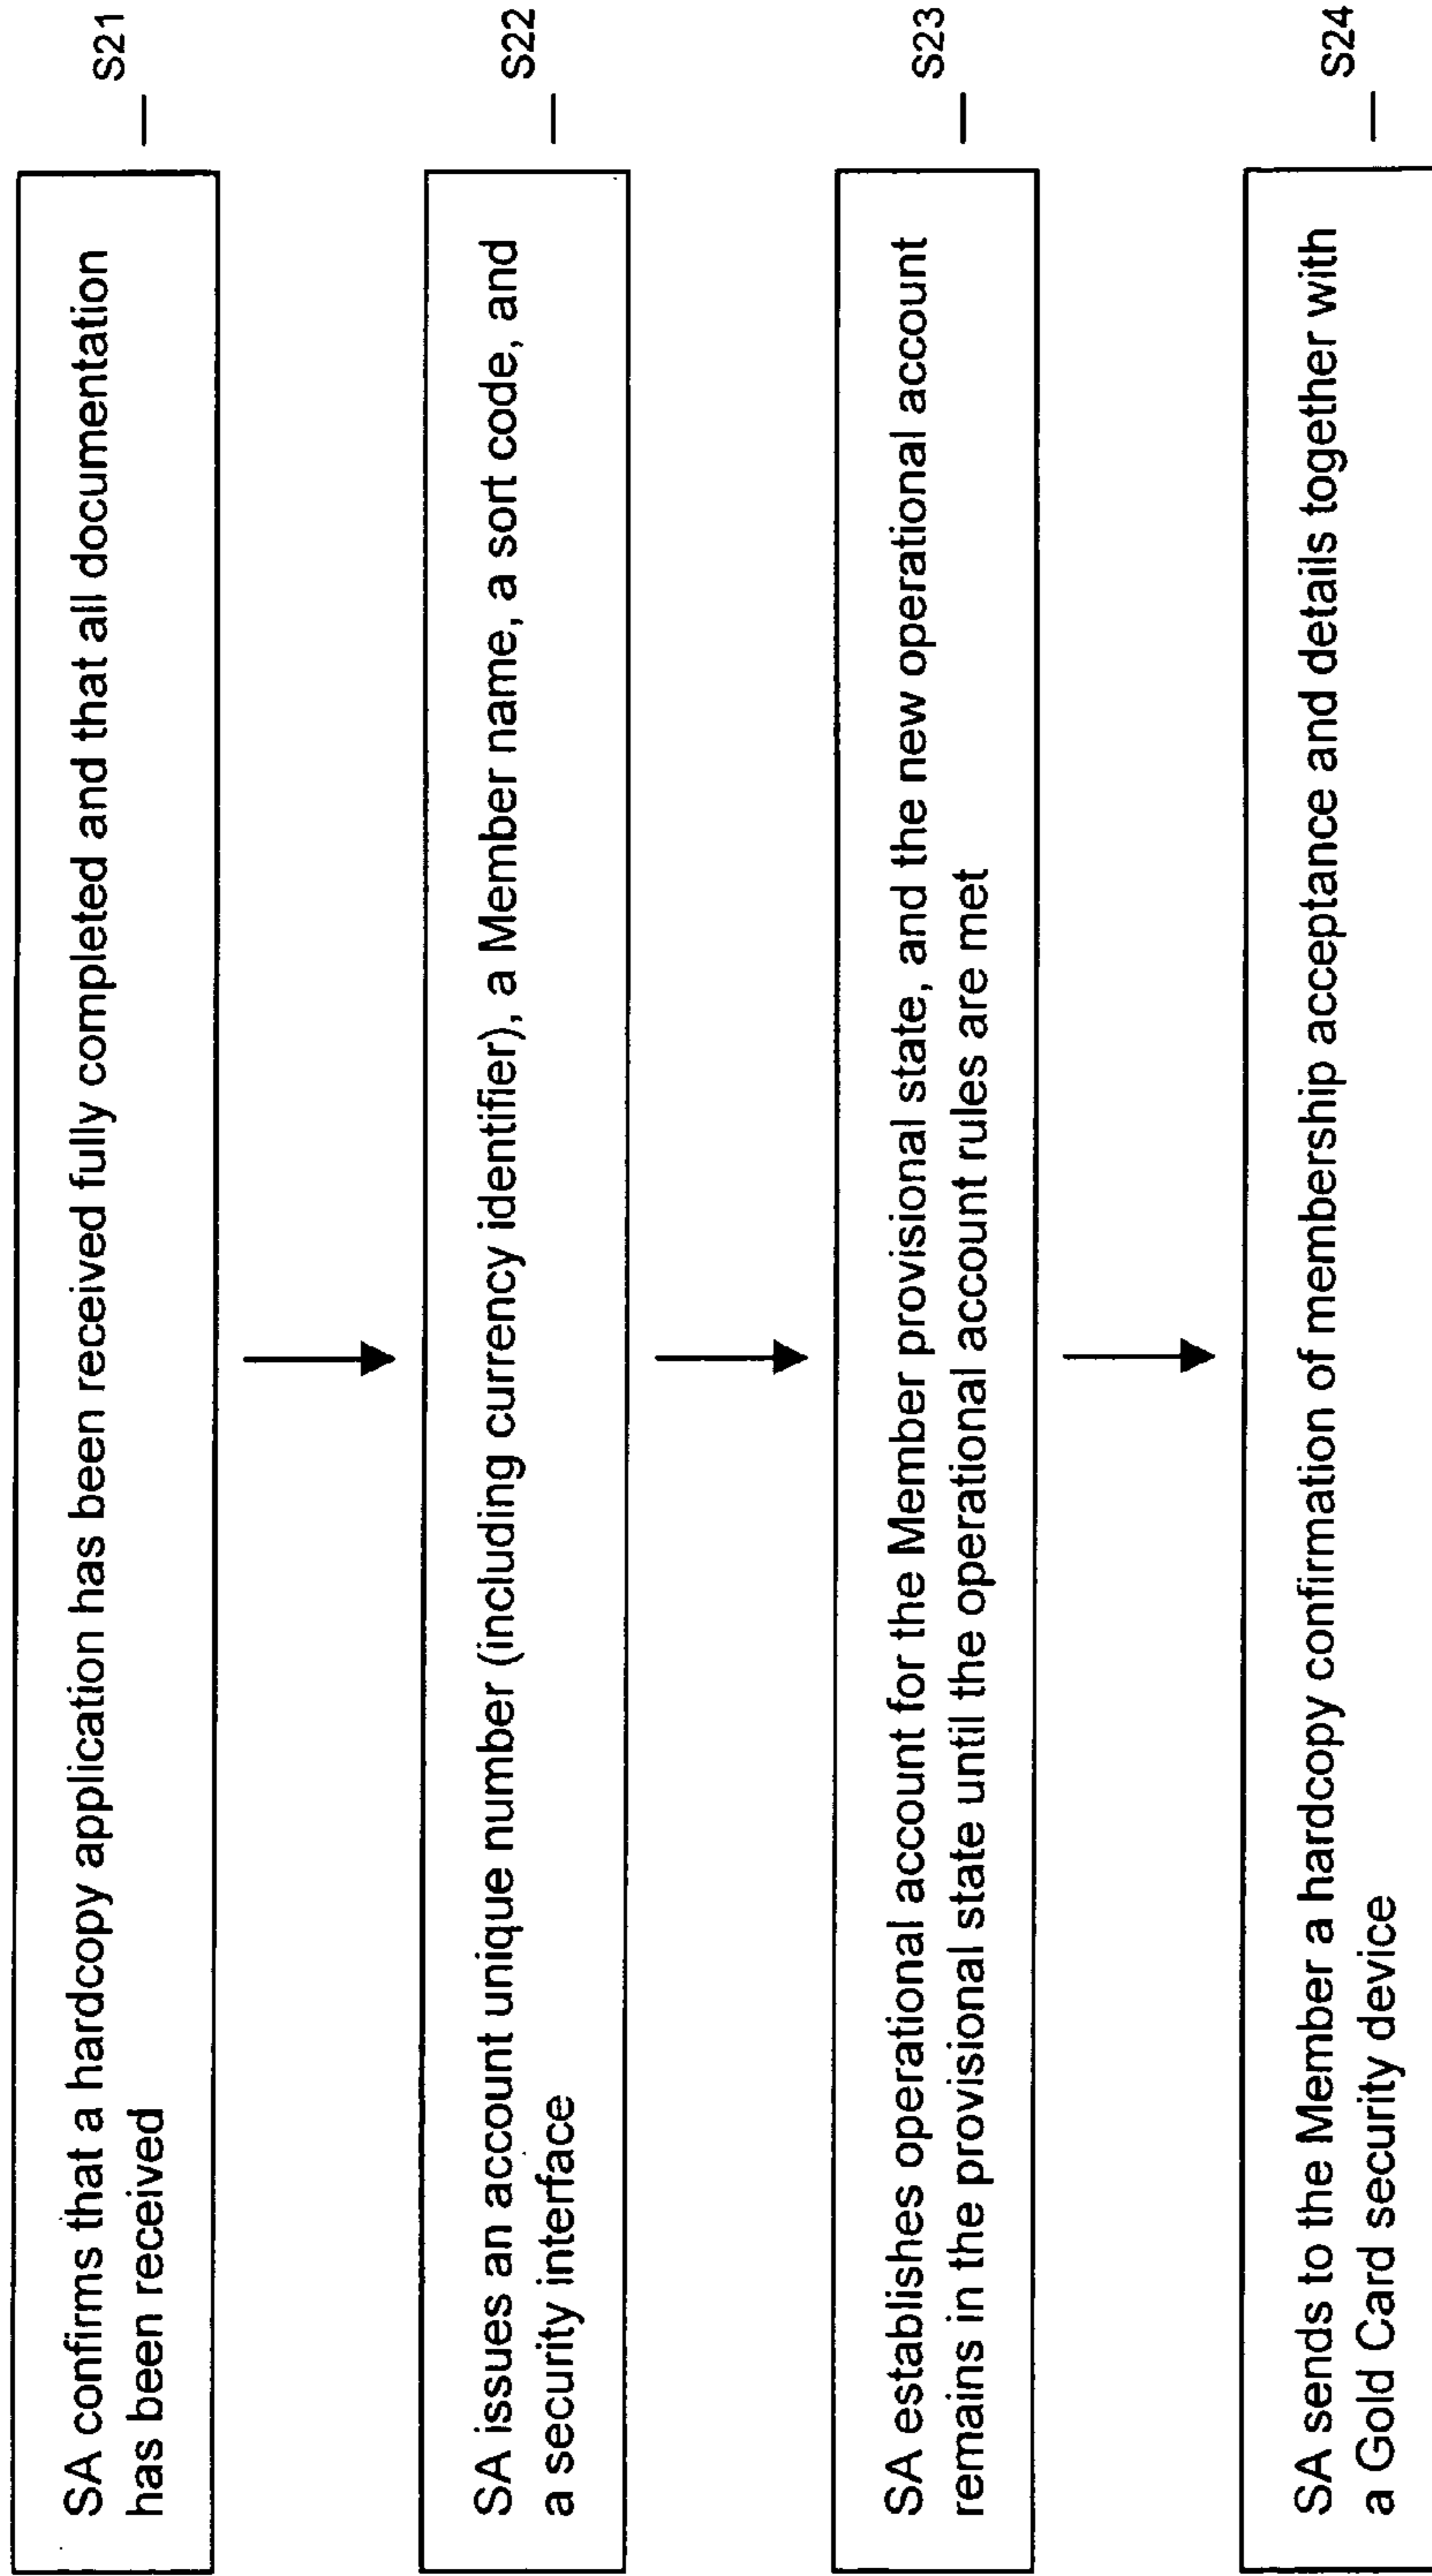 SA confirms that a hardcopy application has been received fully completed and that all documentation
has been received
S21
SA issues an account unique number (including currency identifier), a Member name, a sort code, and
a security interface
S22
SA establishes operational account for the Member provisional state, and the new operational account
remains in the provisional state until the operational account rules are met
S23
SA sends to the Member a hardcopy confirmation of membership acceptance and details together with
a Gold Card security device
S24